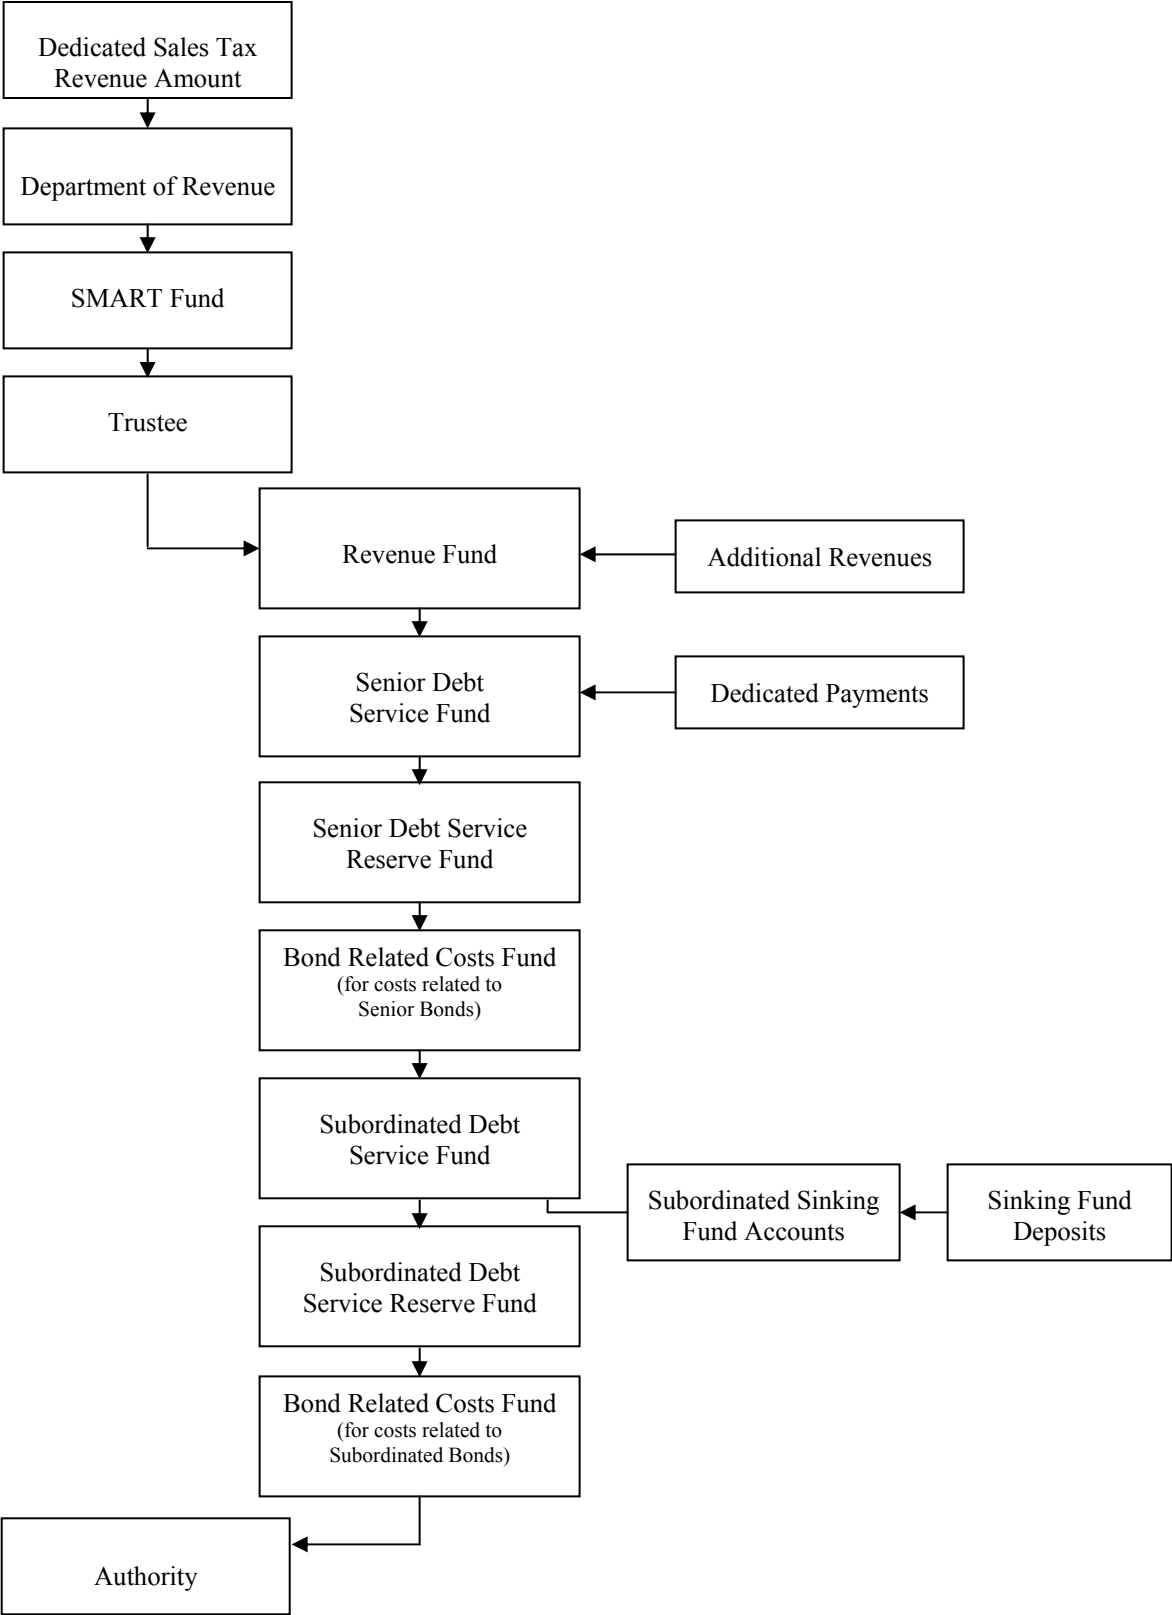 Dedicated Sales Tax
Revenue Amount
Department of Revenue
SMART Fund
Trustee
Revenue Fund
Additional Revenues
Senior Debt
Service Fund
Dedicated Payments
Senior Debt Service
Reserve Fund
Bond Related Costs Fund
(for costs related to
Senior Bonds)
Subordinated Debt
Service Fund
Subordinated Sinking
Fund Accounts
Sinking Fund
Deposits
Subordinated Debt
Service Reserve Fund
Bond Related Costs Fund
(for costs related to
Subordinated Bonds)
Authority